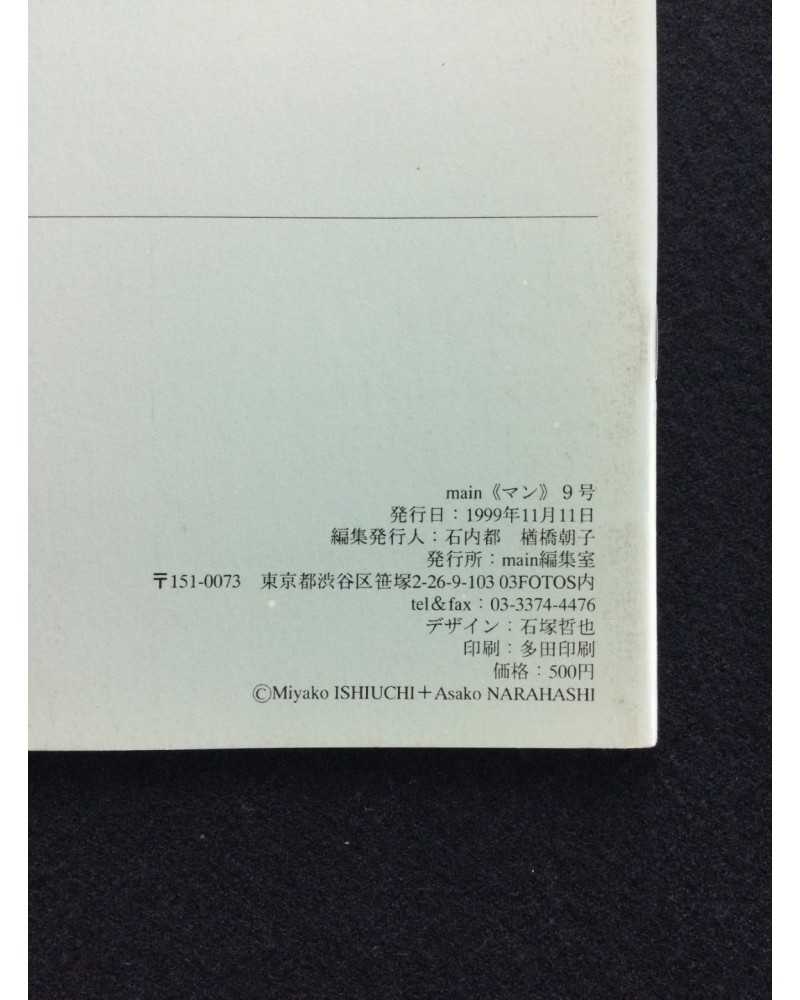 main《マン》9号
発行日：1999年11月11日
編集発行人：石内都　楢橋朝子
発行所：main編集室
〒151-0073　東京都渋谷区笹塚2-26-9-103 03FOTOS内
tel&fax：03-3374-4476
デザイン：石塚哲也
印刷：多田印刷
価格：500円
©Miyako ISHIUCHI＋Asako NARAHASHI